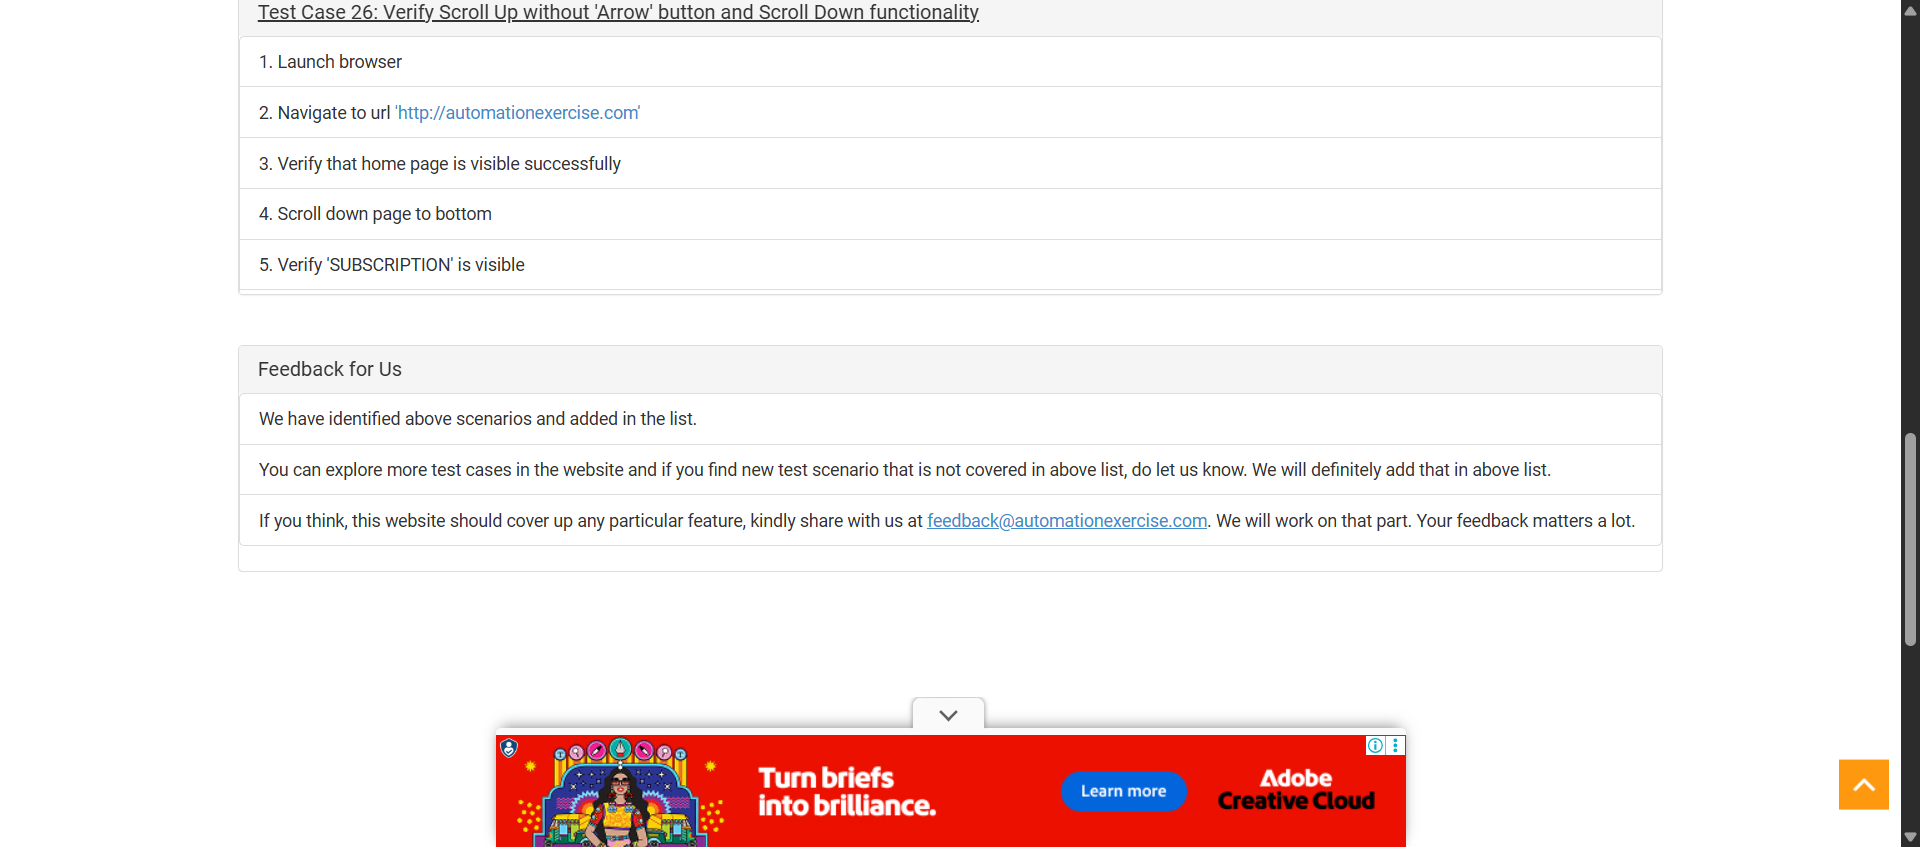 Test Case 26: Verify Scroll Up without 'Arrow' button and Scroll Down functionality
1. Launch browser
2. Navigate to url 'http://automationexercise.com'
3. Verify that home page is visible successfully
4. Scroll down page to bottom
5. Verify 'SUBSCRIPTION' is visible
Feedback for Us
We have identified above scenarios and added in the list.
You can explore more test cases in the website and if you find new test scenario that is not covered in above list, do let us know. We will definitely add that in above list.
If you think, this website should cover up any particular feature, kindly share with us at feedback@automationexercise.com. We will work on that part. Your feedback matters a lot.
Turn briefs
into brilliance.
Learn more
Adobe
Creative Cloud